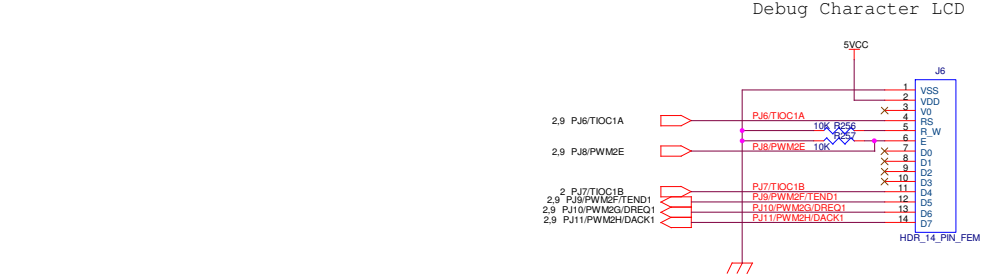 Debug Character LCD
5VCC
J6
1 VSS
2 VDD
3 V0
2,9 PJ6/TIOC1A PJ6/TIOC1A 4 RS
10K R256 5 R_W
R257 6 E
2,9 PJ8/PWM2E PJ8/PWM2E 10K 7 D0
8 D1
9 D2
10 D3
2 PJ7/TIOC1B PJ7/TIOC1B 11 D4
2,9 PJ9/PWM2F/TEND1 PJ9/PWM2F/TEND1 12 D5
2,9 PJ10/PWM2G/DREQ1 PJ10/PWM2G/DREQ1 13 D6
2,9 PJ11/PWM2H/DACK1 PJ11/PWM2H/DACK1 14 D7
HDR_14_PIN_FEM